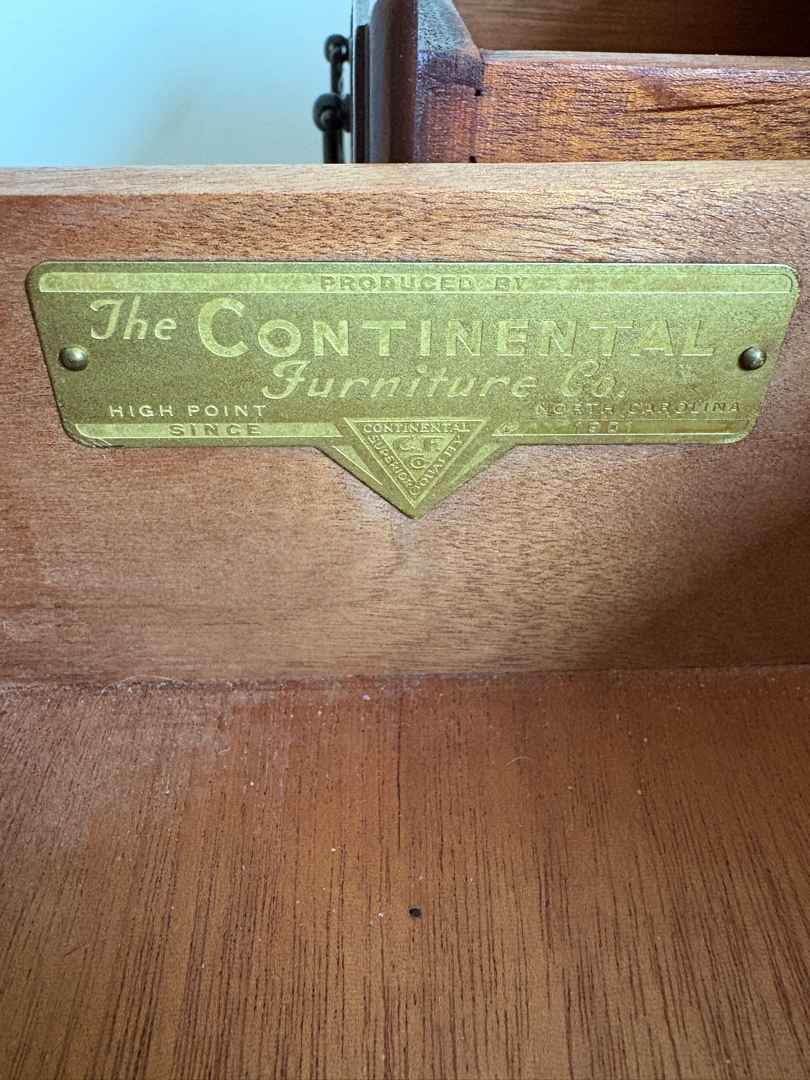 PRODUCED BY
The CONTINENTAL
Furniture Co.
HIGH POINT NORTH CAROLINA
SINCE 1901
CONTINENTAL
SUPERIOR QUALITY
C.F.
Co